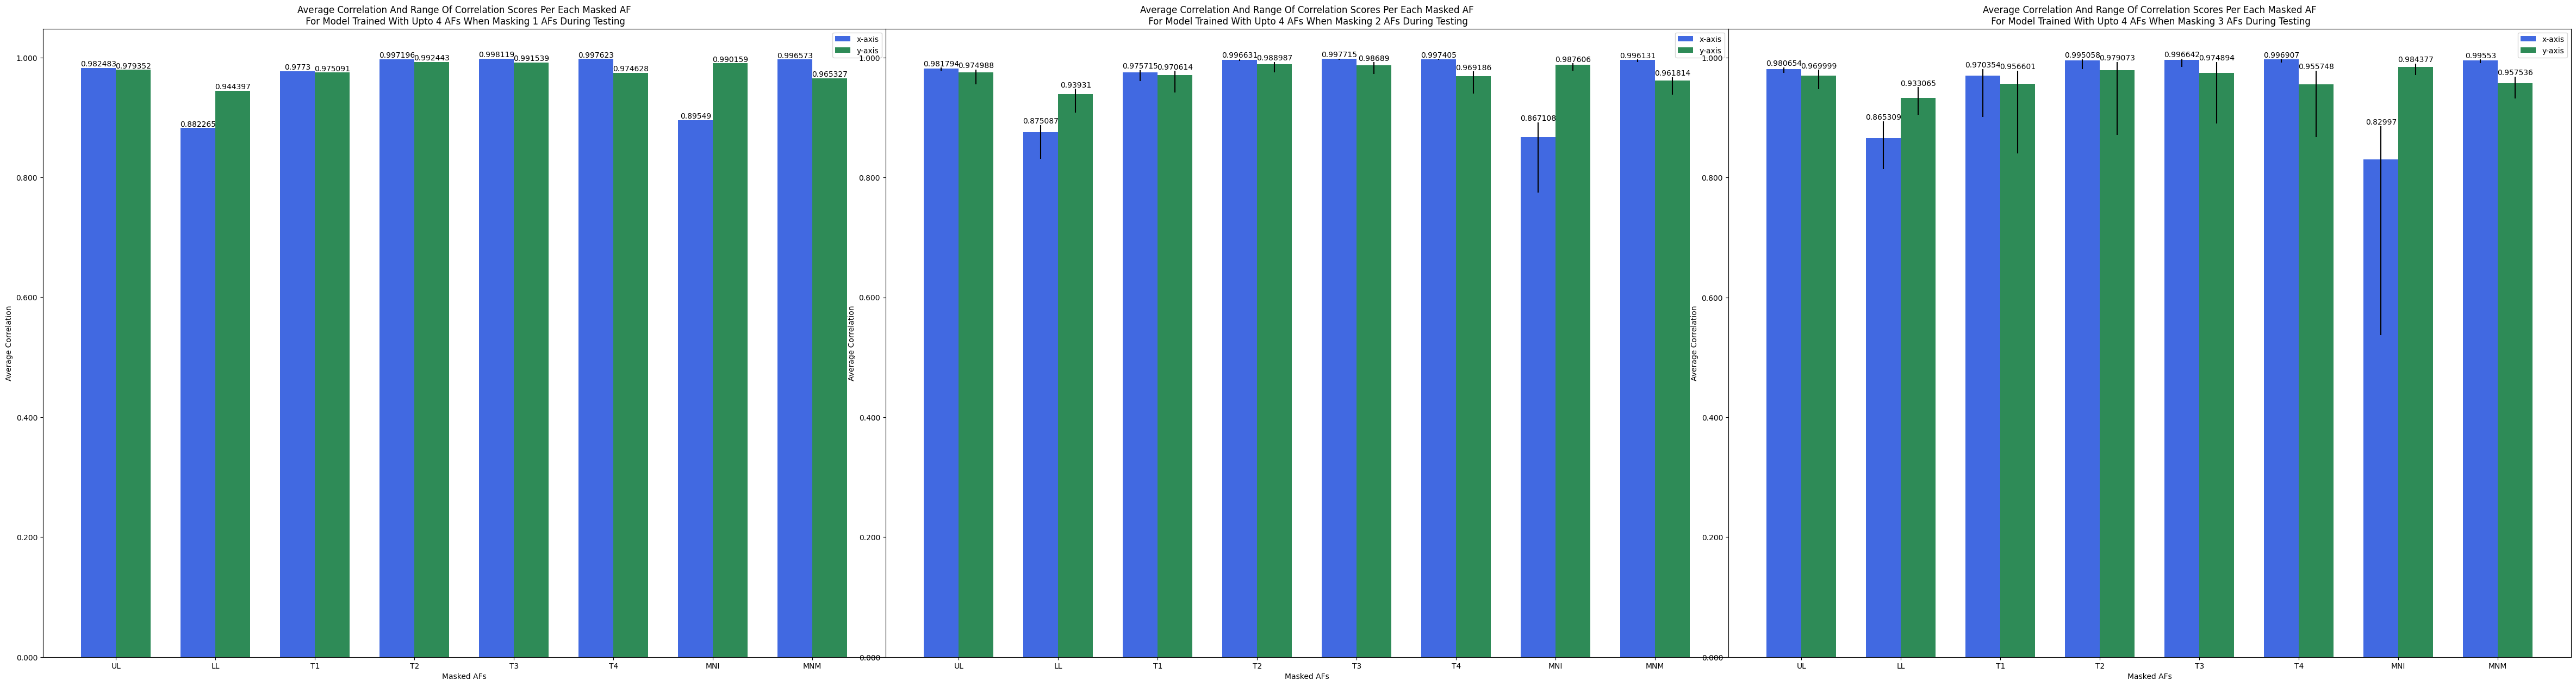 Average Correlation And Range Of Correlation Scores Per Each Masked AF
For Model Trained With Upto 4 AFs When Masking 1 AFs During Testing
x-axis
y-axis
1.000
0.800
0.600
0.400
0.200
0.000
Average Correlation
0.982483 0.979352
0.882265 0.944397
0.9773 0.975091
0.997196 0.992443
0.998119 0.991539
0.997623 0.974628
0.89549 0.990159
0.996573 0.965327
UL LL T1 T2 T3 T4 MNI MNM
Masked AFs
Average Correlation And Range Of Correlation Scores Per Each Masked AF
For Model Trained With Upto 4 AFs When Masking 2 AFs During Testing
x-axis
y-axis
1.000
0.800
0.600
0.400
0.200
0.000
Average Correlation
0.981794 0.974988
0.875087 0.93931
0.975715 0.970614
0.996631 0.988987
0.997715 0.98689
0.997405 0.969186
0.867108 0.987606
0.996131 0.961814
UL LL T1 T2 T3 T4 MNI MNM
Masked AFs
Average Correlation And Range Of Correlation Scores Per Each Masked AF
For Model Trained With Upto 4 AFs When Masking 3 AFs During Testing
x-axis
y-axis
1.000
0.800
0.600
0.400
0.200
0.000
Average Correlation
0.980654 0.969999
0.865309 0.933065
0.970354 0.956601
0.995058 0.979073
0.996642 0.974894
0.996907 0.955748
0.82997 0.984377
0.99553 0.957536
UL LL T1 T2 T3 T4 MNI MNM
Masked AFs